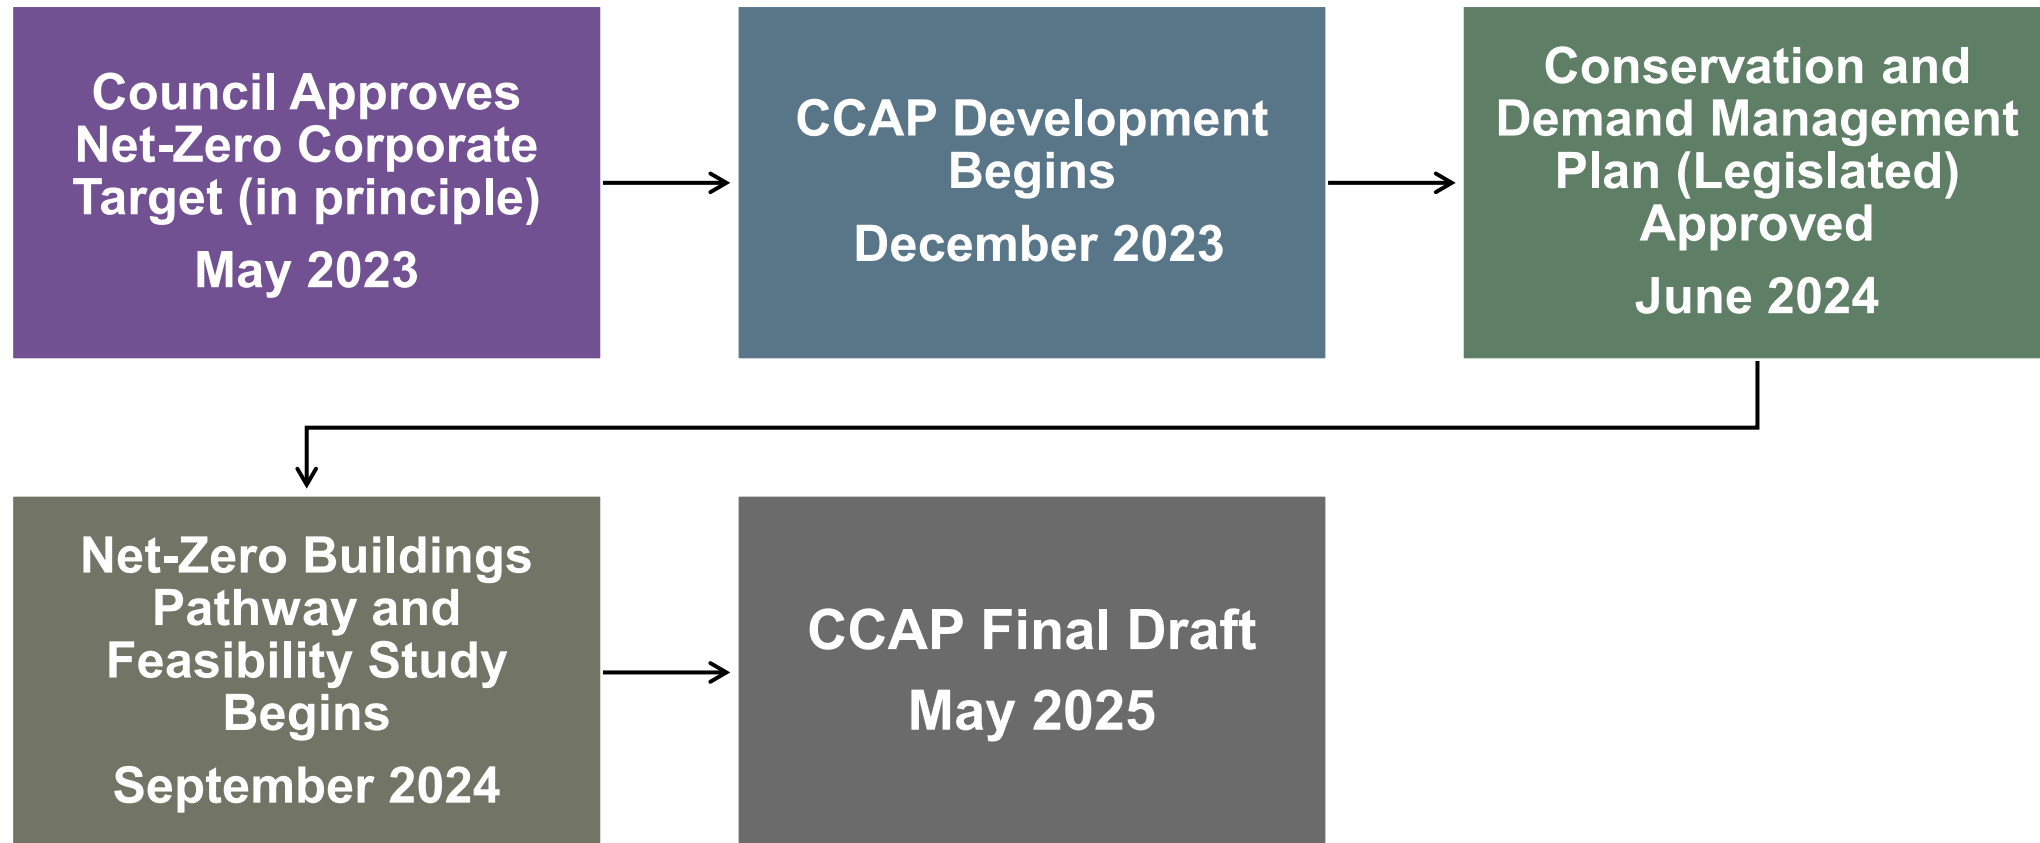 Council Approves
Net-Zero Corporate
Target (in principle)
May 2023
CCAP Development
Begins
December 2023
Conservation and
Demand Management
Plan (Legislated)
Approved
June 2024
Net-Zero Buildings
Pathway and
Feasibility Study
Begins
September 2024
CCAP Final Draft
May 2025